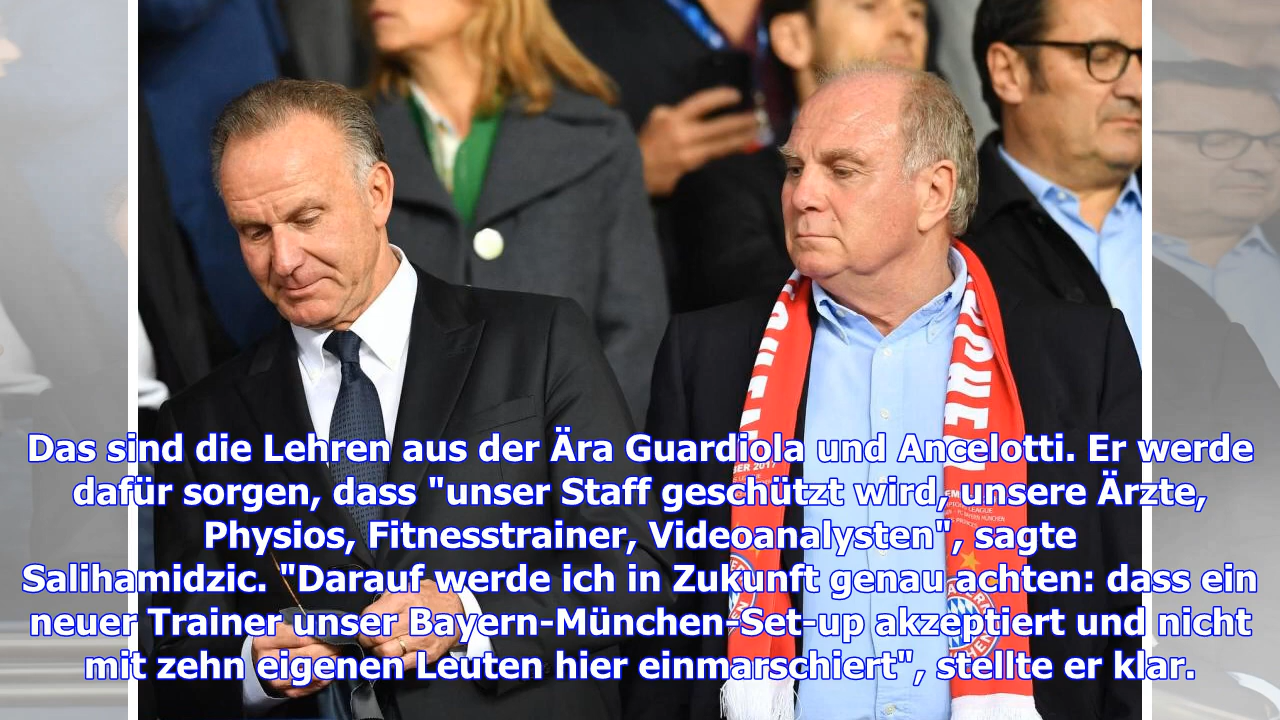 Das sind die Lehren aus der Ära Guardiola und Ancelotti. Er werde
dafür sorgen, dass "unser Staff geschützt wird, unsere Ärzte,
Physios, Fitnesstrainer, Videoanalysten", sagte
Salihamidzic. "Darauf werde ich in Zukunft genau achten: dass ein
neuer Trainer unser Bayern-München-Set-up akzeptiert und nicht
mit zehn eigenen Leuten hier einmarschiert", stellte er klar.